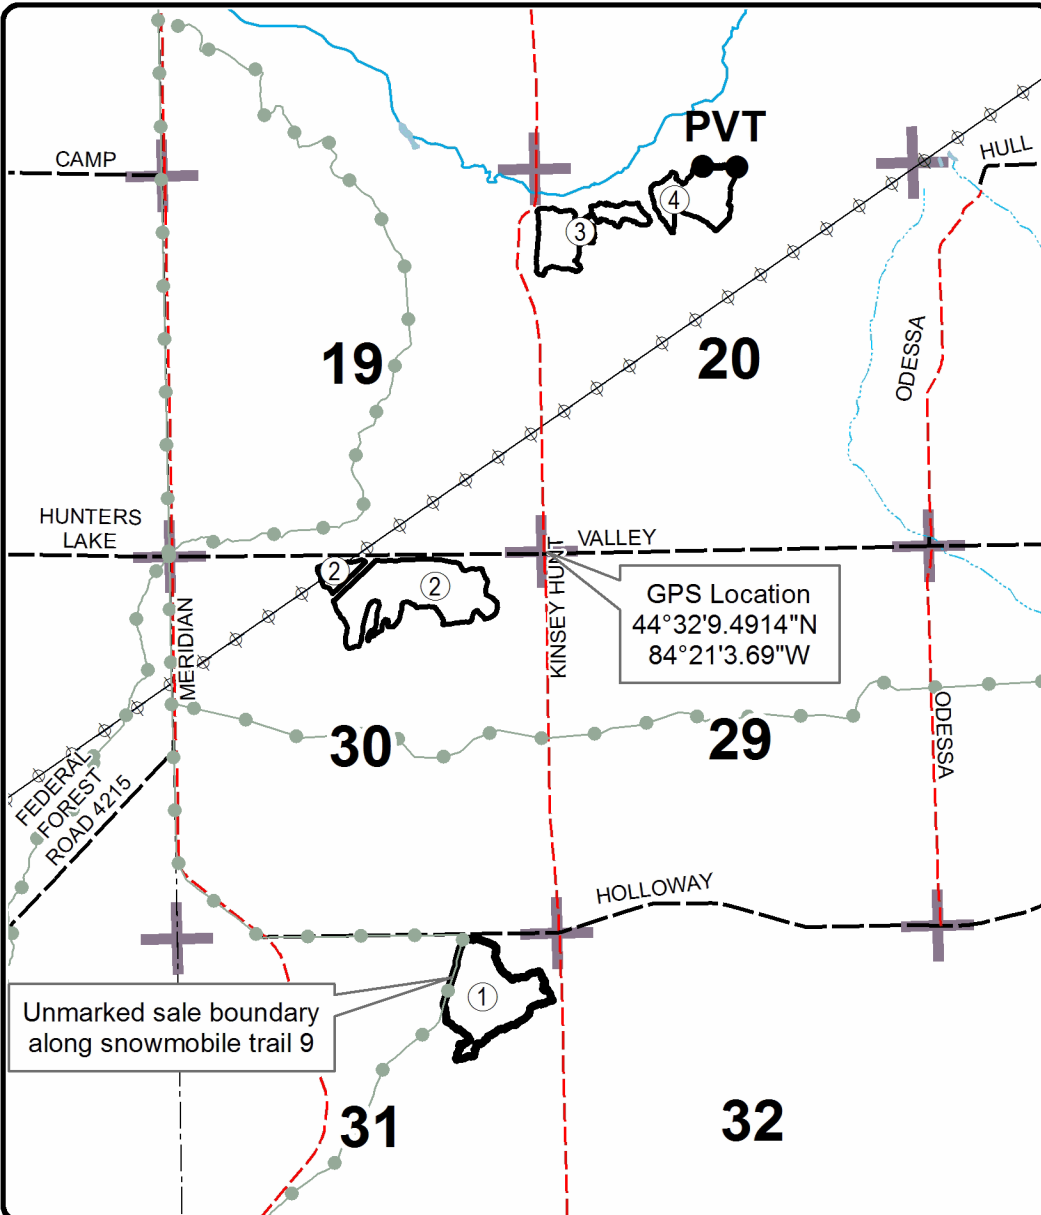 PVT
HULL
CAMP
4
3
19
20
ODESSA
HUNTERS
LAKE
VALLEY
2
2
KINSEY HUNT
GPS Location
44°32'9.4914"N
84°21'3.69"W
MERIDIAN
30
29
ODESSA
FEDERAL
FOREST
ROAD 4215
HOLLOWAY
1
Unmarked sale boundary
along snowmobile trail 9
31
32